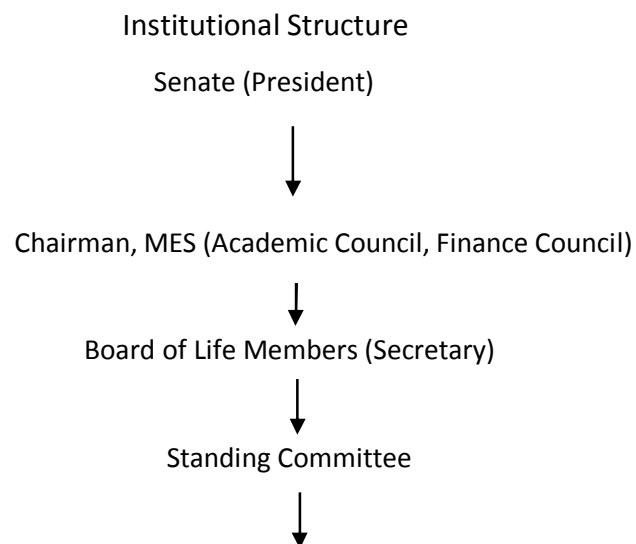 Institutional Structure
Senate (President)
Chairman, MES (Academic Council, Finance Council)
Board of Life Members (Secretary)
Standing Committee